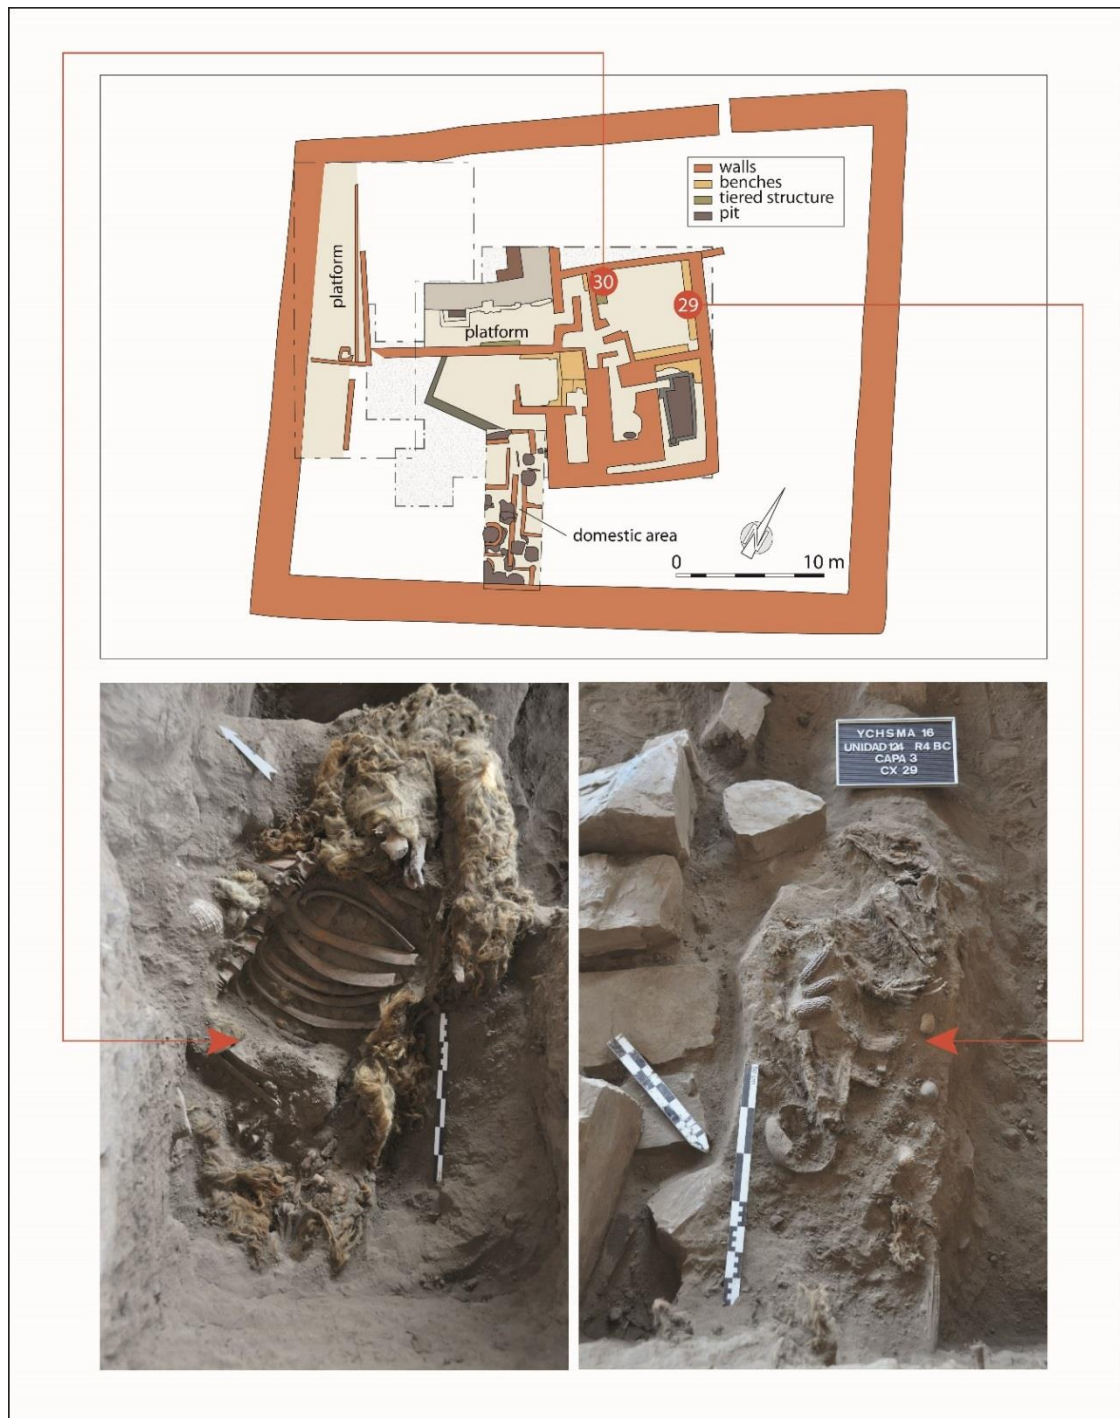 walls
benches
tiered structure
pit
platform
30
29
platform
domestic area
N
0 10 m
YCHSMA 16
UNIDAD 124 R4 BC
CAPA 3
CX 29